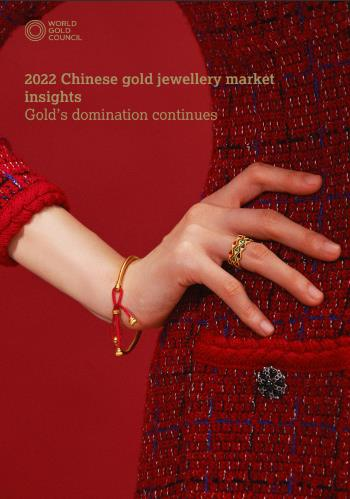 WORLD
GOLD
COUNCIL
2022 Chinese gold jewellery market
insights
Gold's domination continues